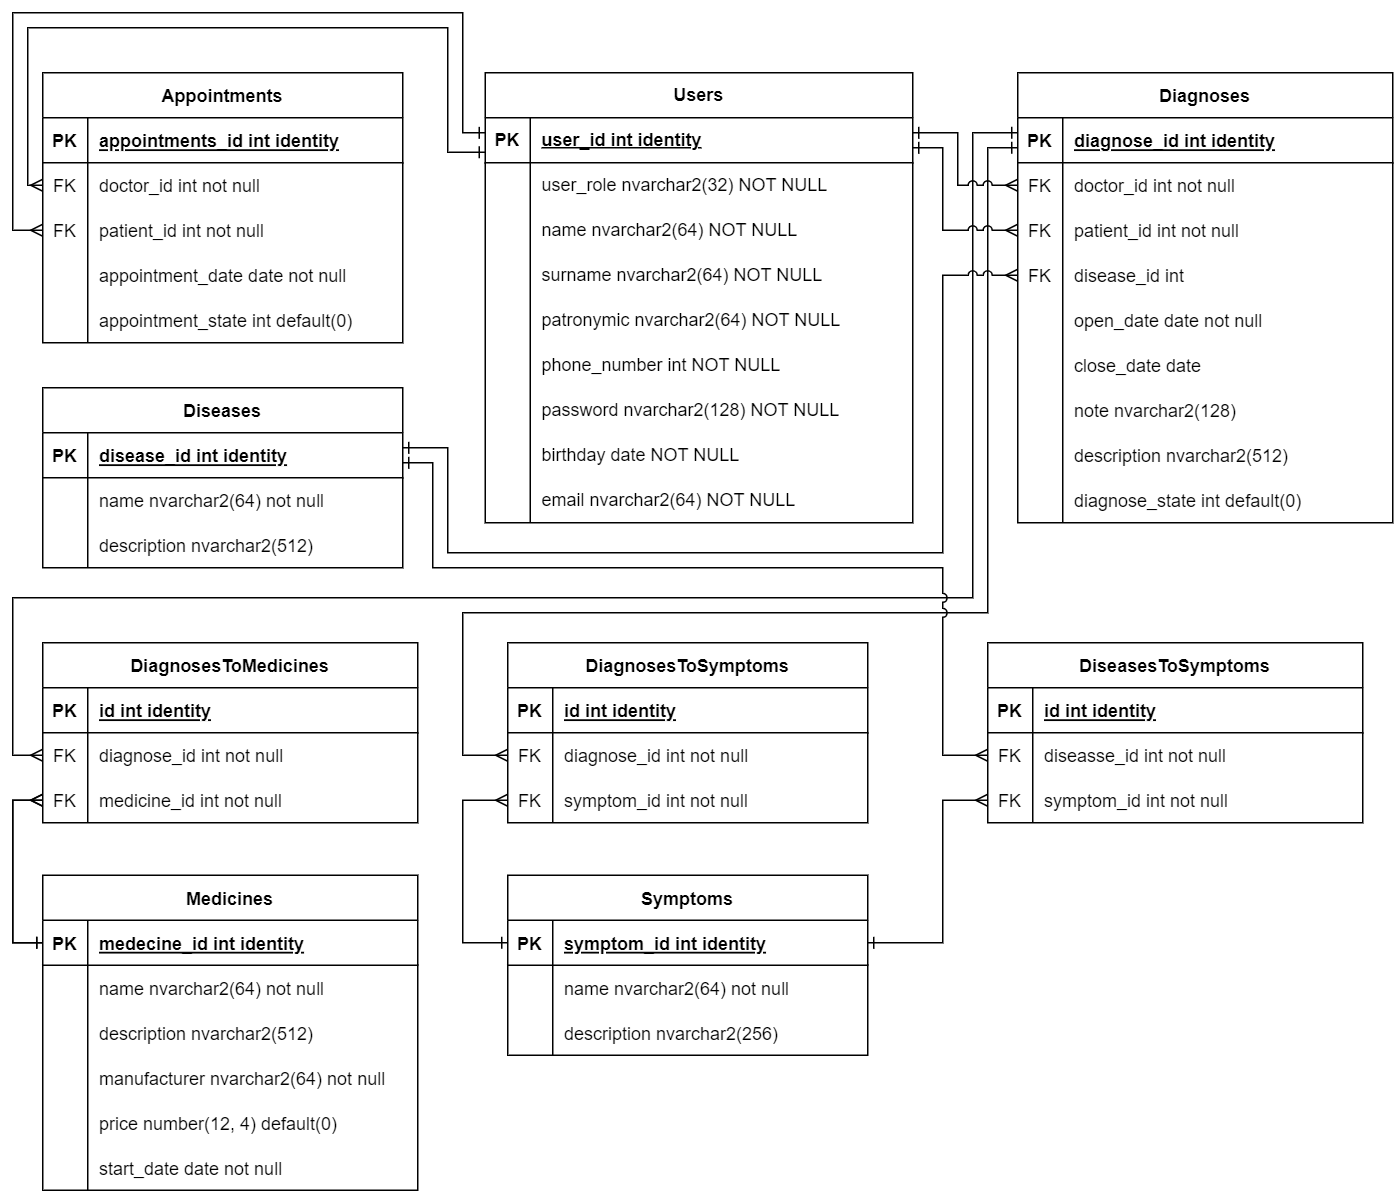 Appointments
PK appointments_id int identity
FK doctor_id int not null
FK patient_id int not null
appointment_date date not null
appointment_state int default(0)
Users
PK user_id int identity
user_role nvarchar2(32) NOT NULL
name nvarchar2(64) NOT NULL
surname nvarchar2(64) NOT NULL
patronymic nvarchar2(64) NOT NULL
phone_number int NOT NULL
password nvarchar2(128) NOT NULL
birthday date NOT NULL
email nvarchar2(64) NOT NULL
Diagnoses
PK diagnose_id int identity
FK doctor_id int not null
FK patient_id int not null
FK disease_id int
open_date date not null
close_date date
note nvarchar2(128)
description nvarchar2(512)
diagnose_state int default(0)
Diseases
PK disease_id int identity
name nvarchar2(64) not null
description nvarchar2(512)
DiagnosesToMedicines
PK id int identity
FK diagnose_id int not null
FK medicine_id int not null
DiagnosesToSymptoms
PK id int identity
FK diagnose_id int not null
FK symptom_id int not null
DiseasesToSymptoms
PK id int identity
FK diseasse_id int not null
FK symptom_id int not null
Medicines
PK medecine_id int identity
name nvarchar2(64) not null
description nvarchar2(512)
manufacturer nvarchar2(64) not null
price number(12, 4) default(0)
start_date date not null
Symptoms
PK symptom_id int identity
name nvarchar2(64) not null
description nvarchar2(256)